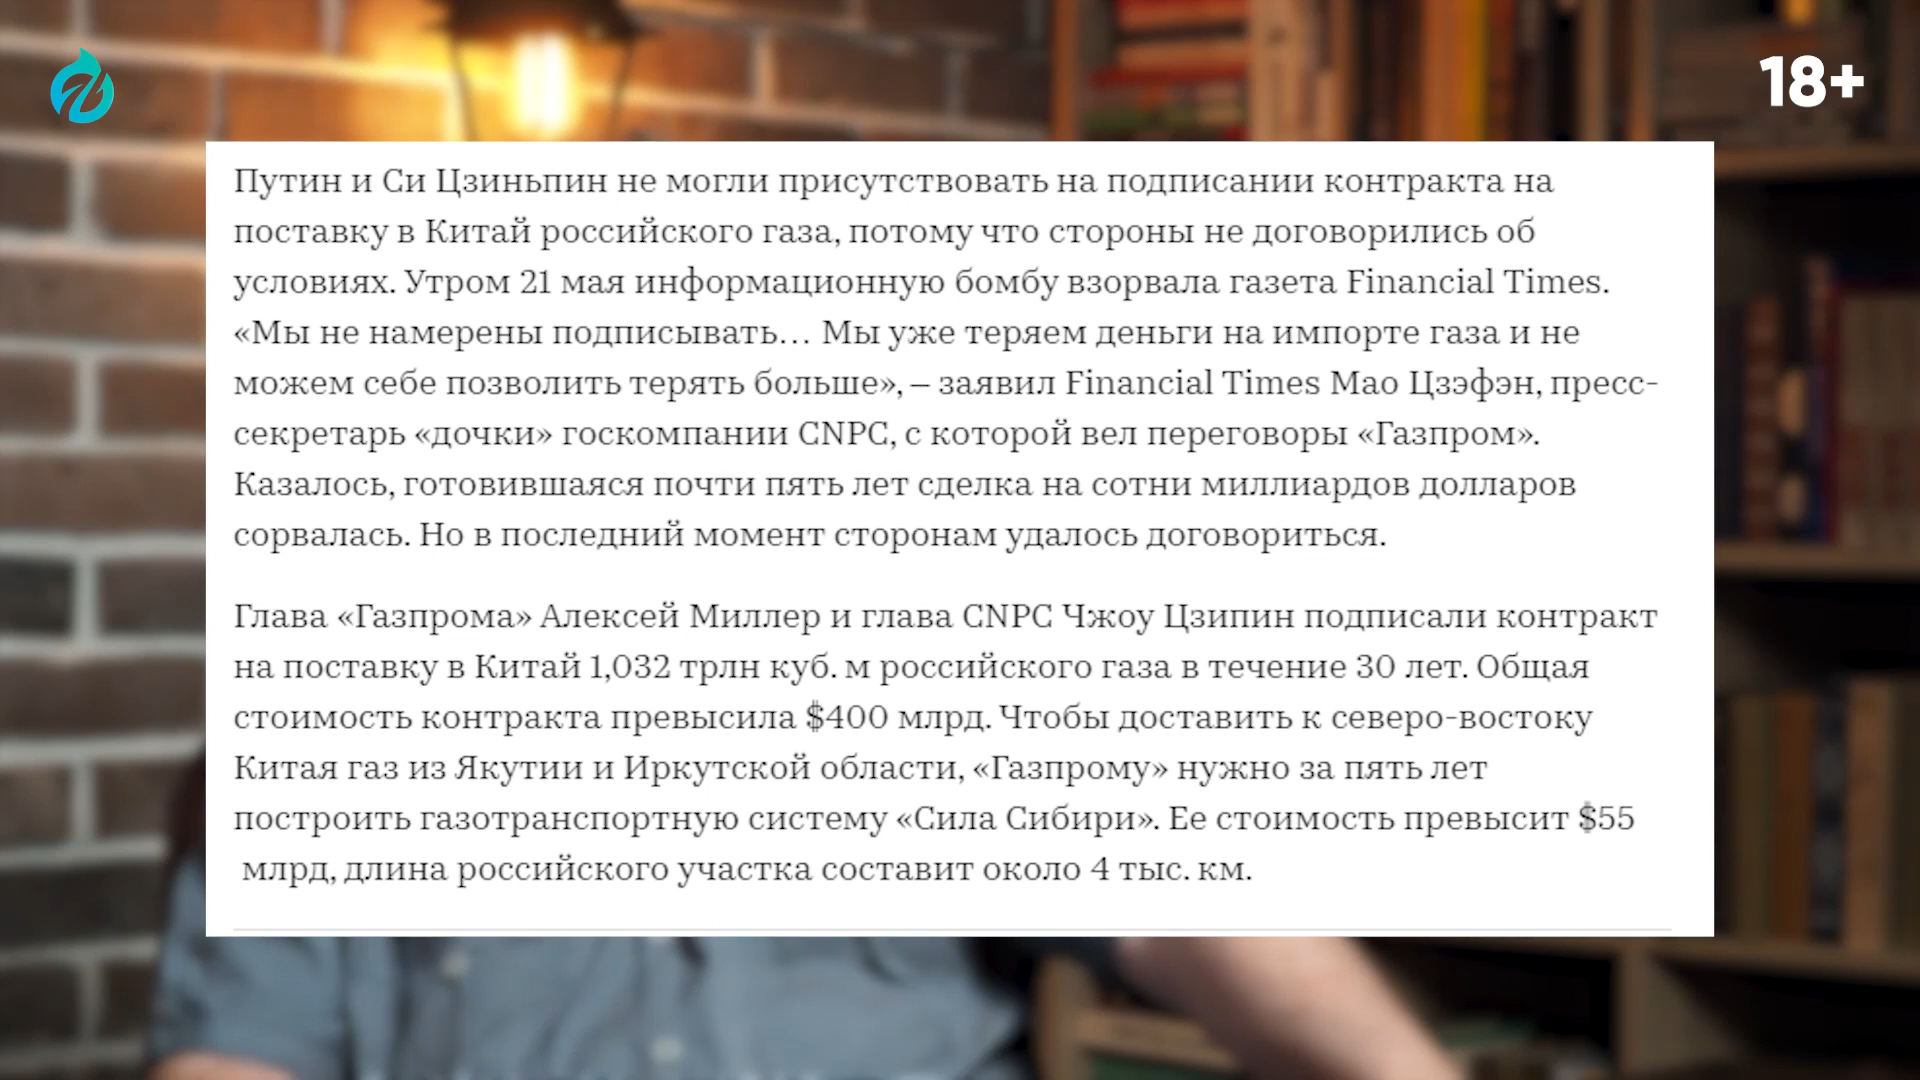 18+
Путин и Си Цзиньпин не могли присутствовать на подписании контракта на
поставку в Китай российского газа, потому что стороны не договорились об
условиях. Утром 21 мая информационную бомбу взорвала газета Financial Times.
«Мы не намерены подписывать… Мы уже теряем деньги на импорте газа и не
можем себе позволить терять больше», – заявил Financial Times Мао Цзэфэн, пресс-
секретарь «дочки» госкомпании CNPC, с которой вел переговоры «Газпром».
Казалось, готовившаяся почти пять лет сделка на сотни миллиардов долларов
сорвалась. Но в последний момент сторонам удалось договориться.
Глава «Газпрома» Алексей Миллер и глава CNPC Чжоу Цзипин подписали контракт
на поставку в Китай 1,032 трлн куб. м российского газа в течение 30 лет. Общая
стоимость контракта превысила $400 млрд. Чтобы доставить к северо-востоку
Китая газ из Якутии и Иркутской области, «Газпрому» нужно за пять лет
построить газотранспортную систему «Сила Сибири». Ее стоимость превысит $55
млрд, длина российского участка составит около 4 тыс. км.